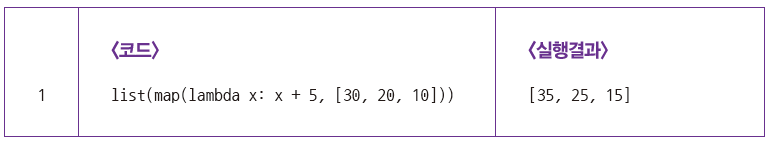 〈코드〉 〈실행결과〉
1 list(map(lambda x: x + 5, [30, 20, 10])) [35, 25, 15]